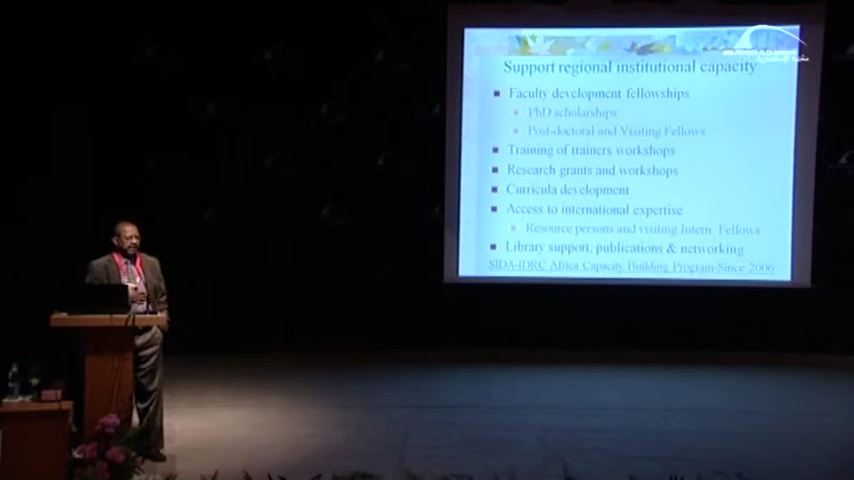 Support regional institutional capacity
Faculty development fellowships
PhD scholarships
Post-doctoral and Visiting Fellows
Training of trainers workshops
Research grants and workshops
Curricula development
Access to international expertise
Resource persons and visiting Intern. Fellows
Library support, publications & networking
SIDA-IDRC Africa Capacity Building Program-Since 2006